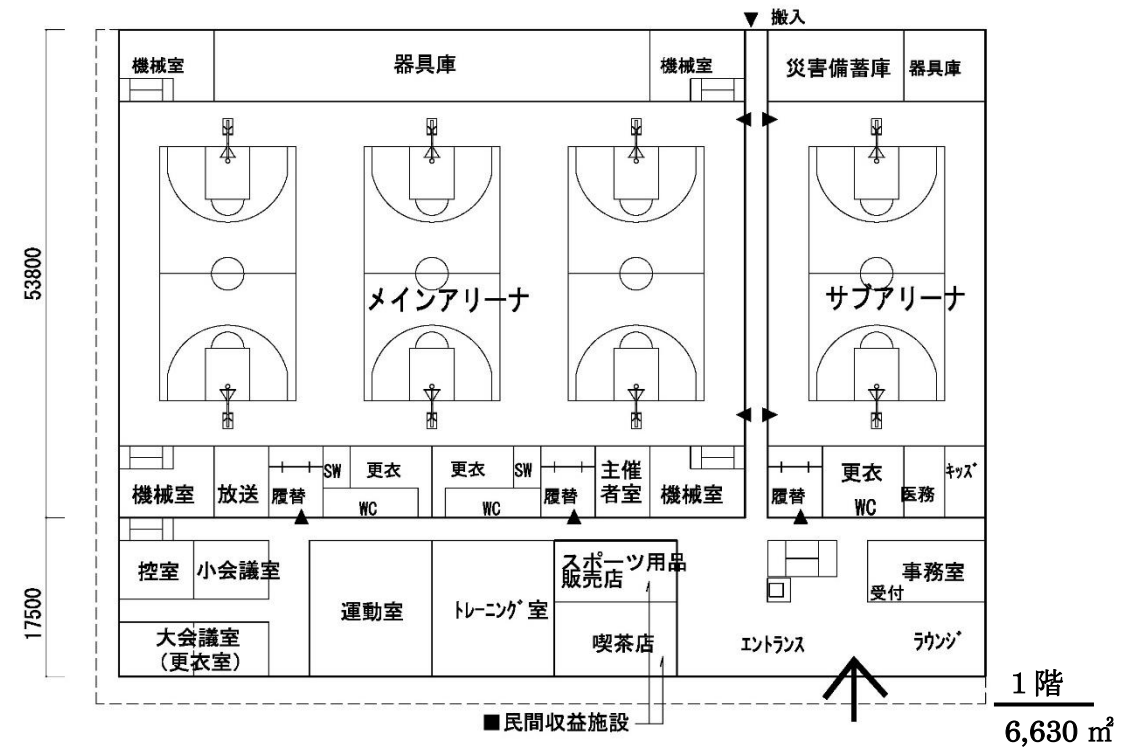 搬入
機械室
器具庫
機械室
災害備蓄庫
器具庫
53800
メインアリーナ
サブアリーナ
機械室
放送
履替
SW
更衣
WC
更衣
SW
WC
履替
主催
者室
機械室
履替
更衣
WC
医務
ｷｯｽﾞ
17500
控室
小会議室
大会議室
(更衣室)
運動室
ﾄﾚｰﾆﾝｸﾞ室
スポーツ用品
販売店
喫茶店
エントランス
受付
事務室
ﾗｳﾝｼﾞ
■民間収益施設
1階
6,630 ㎡